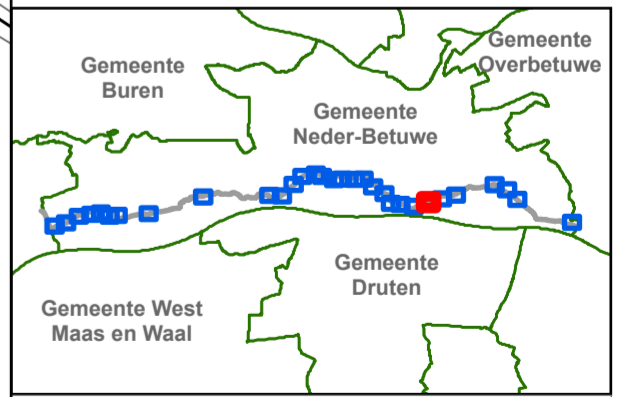 Gemeente
Overbetuwe
Gemeente
Buren
Gemeente
Neder-Betuwe
Gemeente
Druten
Gemeente West
Maas en Waal